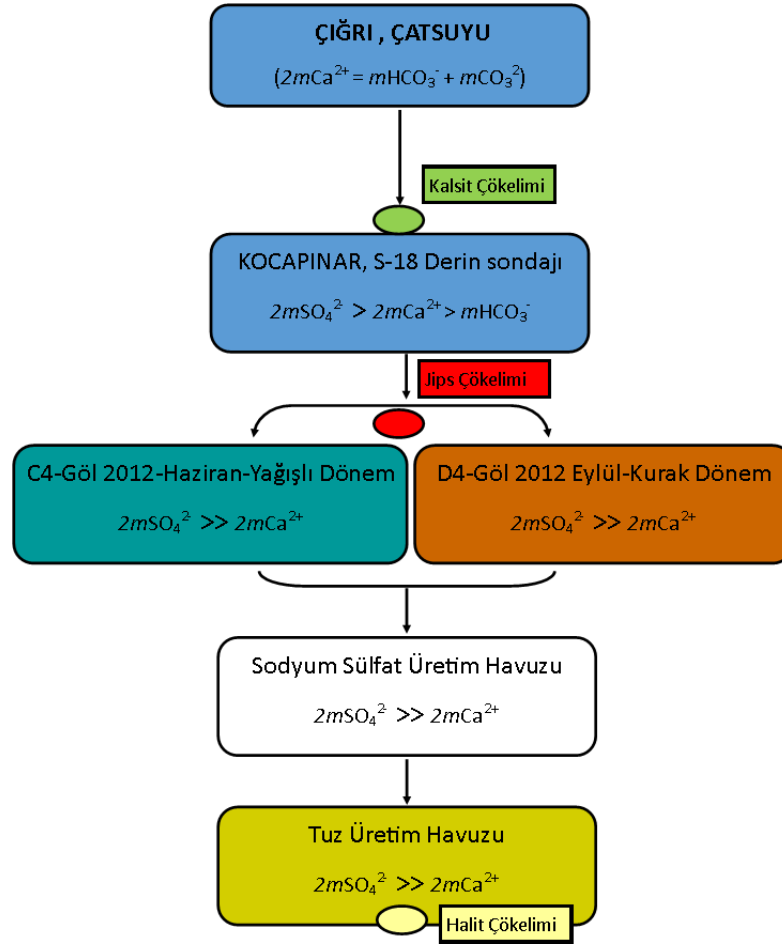 ÇIĞRI , ÇATSUYU
(2mCa²⁺ = mHCO₃⁻ + mCO₃²)
Kalsit Çökelimi
KOCAPINAR, S-18 Derin sondajı
2mSO₄²⁻ > 2mCa²⁺ > mHCO₃⁻
Jips Çökelimi
C4-Göl 2012-Haziran-Yağışlı Dönem
2mSO₄²⁻ >> 2mCa²⁺
D4-Göl 2012 Eylül-Kurak Dönem
2mSO₄²⁻ >> 2mCa²⁺
Sodyum Sülfat Üretim Havuzu
2mSO₄²⁻ >> 2mCa²⁺
Tuz Üretim Havuzu
2mSO₄²⁻ >> 2mCa²⁺
Halit Çökelimi